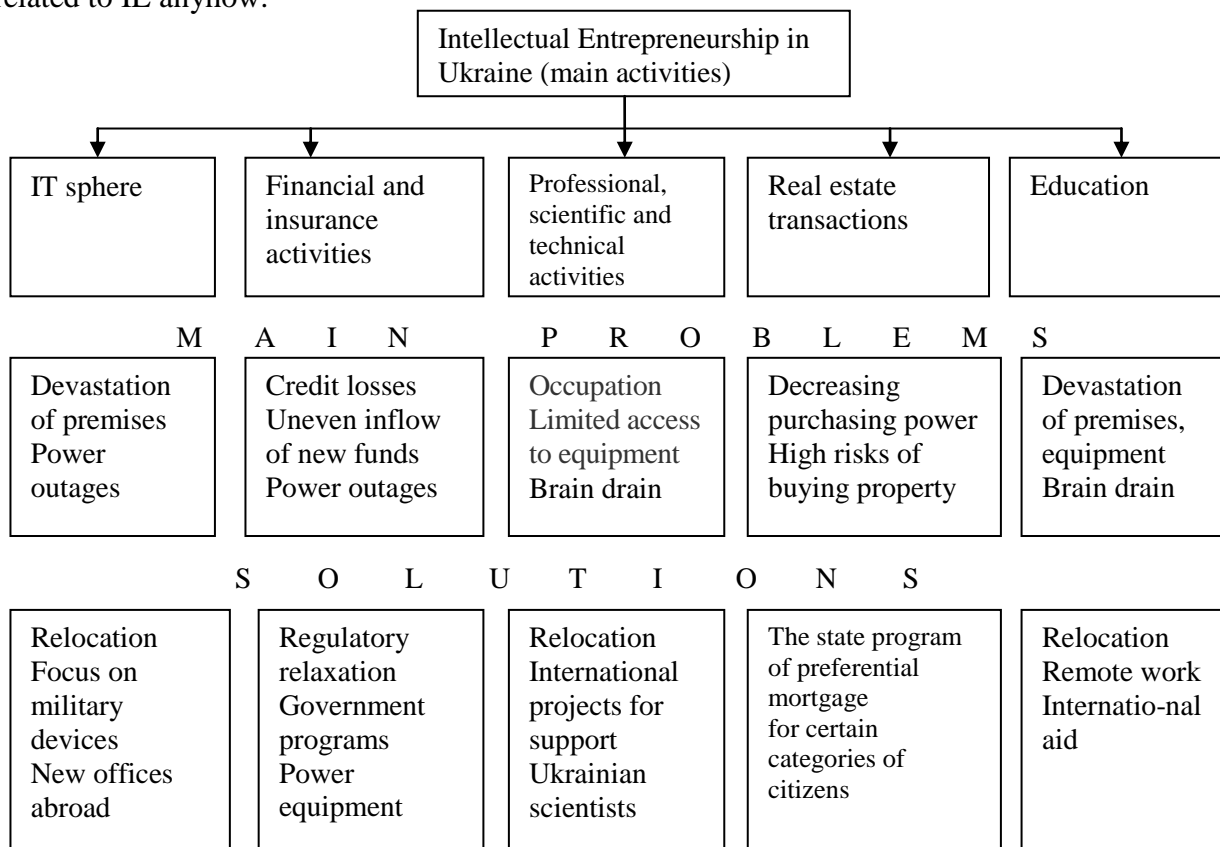 related to IE anyhow.
Intellectual Entrepreneurship in
Ukraine (main activities)
IT sphere
Financial and
insurance
activities
Professional,
scientific and
technical
activities
Real estate
transactions
Education
M A I N P R O B L E M S
Devastation
of premises
Power
outages
Credit losses
Uneven inflow
of new funds
Power outages
Occupation
Limited access
to equipment
Brain drain
Decreasing
purchasing power
High risks of
buying property
Devastation
of premises,
equipment
Brain drain
S O L U T I O N S
Relocation
Focus on
military
devices
New offices
abroad
Regulatory
relaxation
Government
programs
Power
equipment
Relocation
International
projects for
support
Ukrainian
scientists
The state program
of preferential
mortgage
for certain
categories of
citizens
Relocation
Remote work
Internatio-nal
aid